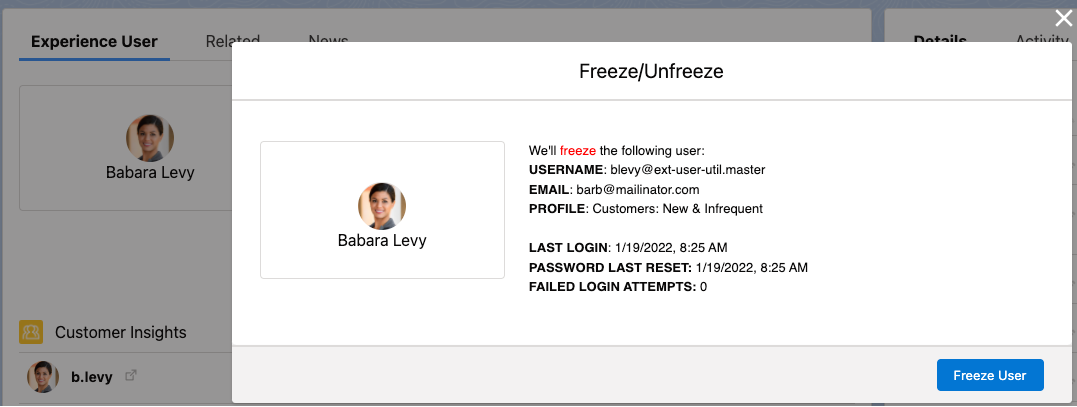 Experience User
Related
News
Details
Activity
Freeze/Unfreeze
Babara Levy
Babara Levy
We'll freeze the following user:
USERNAME: blevy@ext-user-util.master
EMAIL: barb@mailinator.com
PROFILE: Customers: New & Infrequent
LAST LOGIN: 1/19/2022, 8:25 AM
PASSWORD LAST RESET: 1/19/2022, 8:25 AM
FAILED LOGIN ATTEMPTS: 0
Customer Insights
b.levy
Freeze User